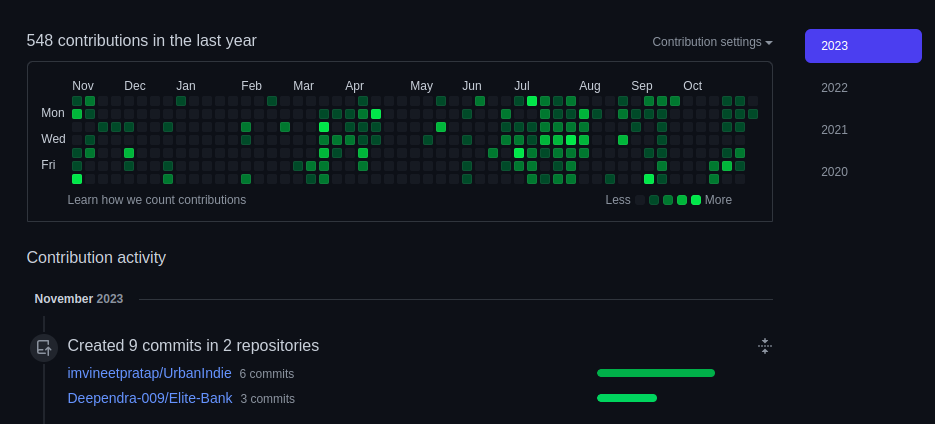 548 contributions in the last year
Contribution settings
2023
2022
2021
2020
Nov Dec Jan Feb Mar Apr May Jun Jul Aug Sep Oct
Mon
Wed
Fri
Learn how we count contributions
Less More
Contribution activity
November 2023
Created 9 commits in 2 repositories
imvineetpratap/UrbanIndie 6 commits
Deependra-009/Elite-Bank 3 commits